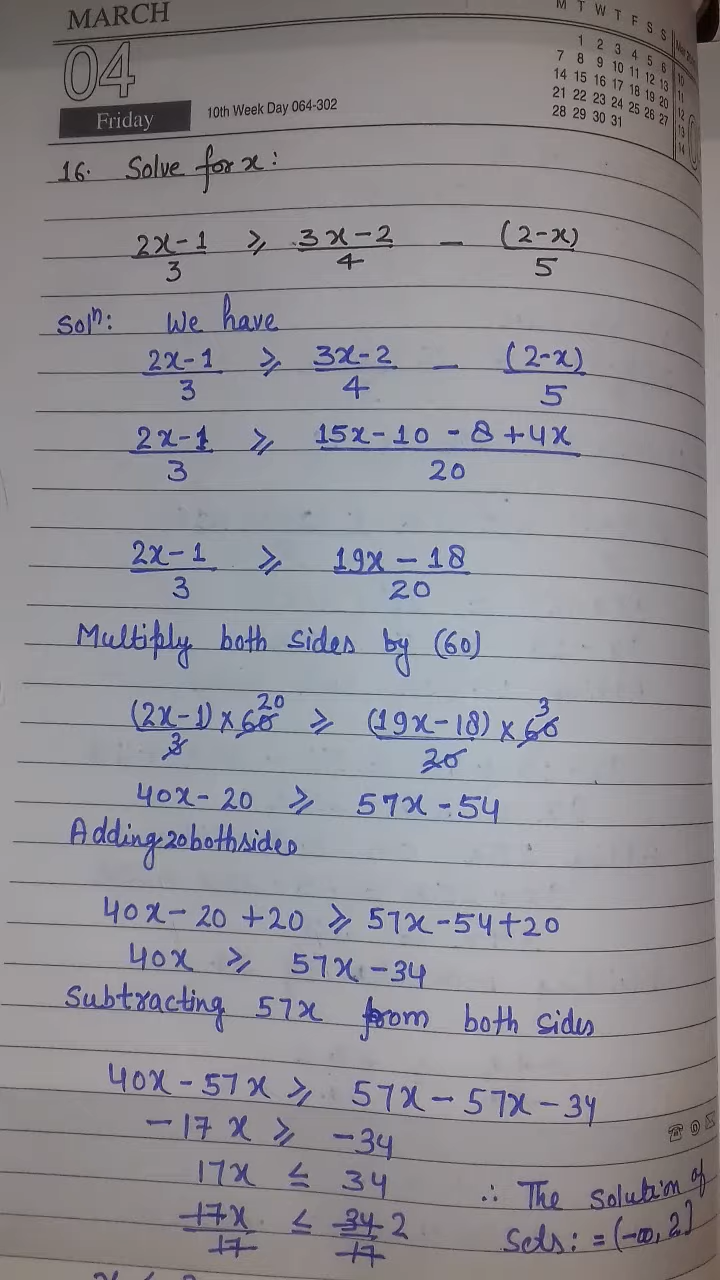 MARCH
04
Friday
10th Week Day 064-302
M T W T F S S
1 2 3 4 5 6
7 8 9 10 11 12 13
14 15 16 17 18 19 20
21 22 23 24 25 26 27
28 29 30 31
16. Solve for x:
(2x-1)/3 ≥ (3x-2)/4 - (2-x)/5
Solⁿ: We have
(2x-1)/3 ≥ (3x-2)/4 - (2-x)/5
(2x-1)/3 ≥ (15x-10-8+4x)/20
(2x-1)/3 ≥ (19x-18)/20
Multiply both sides by (60)
(2x-1)×60/3 20 ≥ (19x-18)×60/20 3
40x-20 ≥ 57x-54
Adding 20 both sides
40x-20+20 ≥ 57x-54+20
40x ≥ 57x-34
Subtracting 57x from both sides
40x-57x ≥ 57x-57x-34
-17x ≥ -34
17x ≤ 34
17x/17 ≤ 34/17 2
∴ The solution of
Sets: = (-∞, 2]